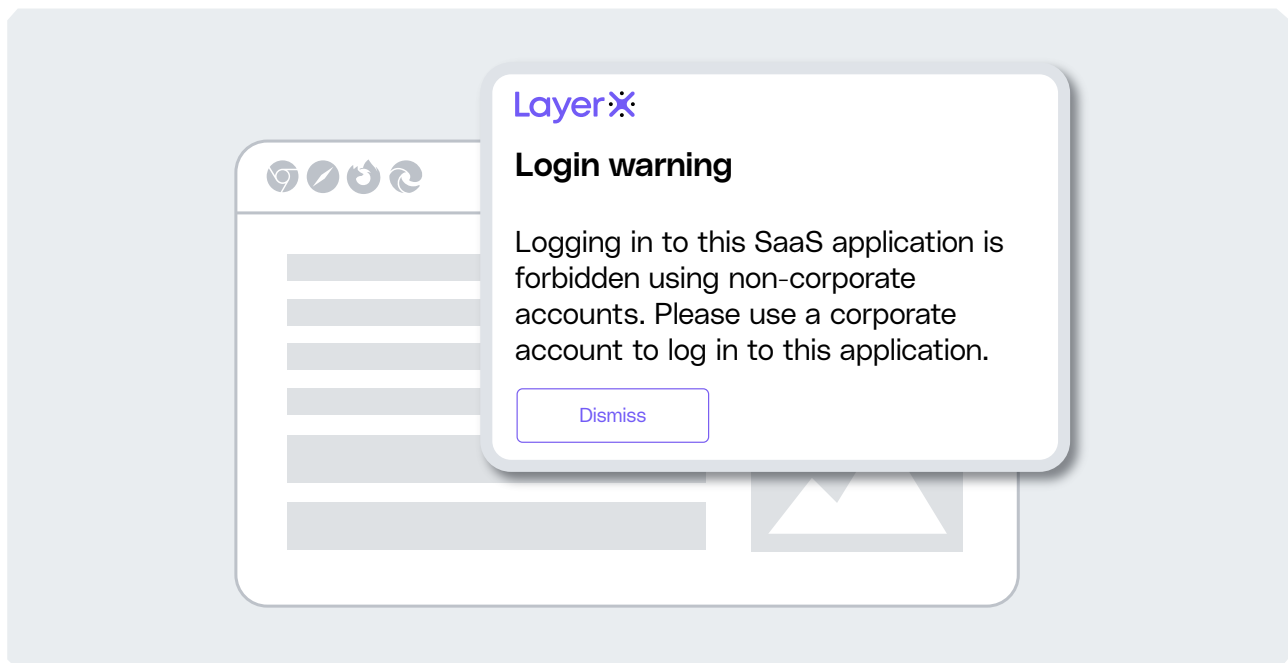 LayerX
Login warning
Logging in to this SaaS application is
forbidden using non-corporate
accounts. Please use a corporate
account to log in to this application.
Dismiss